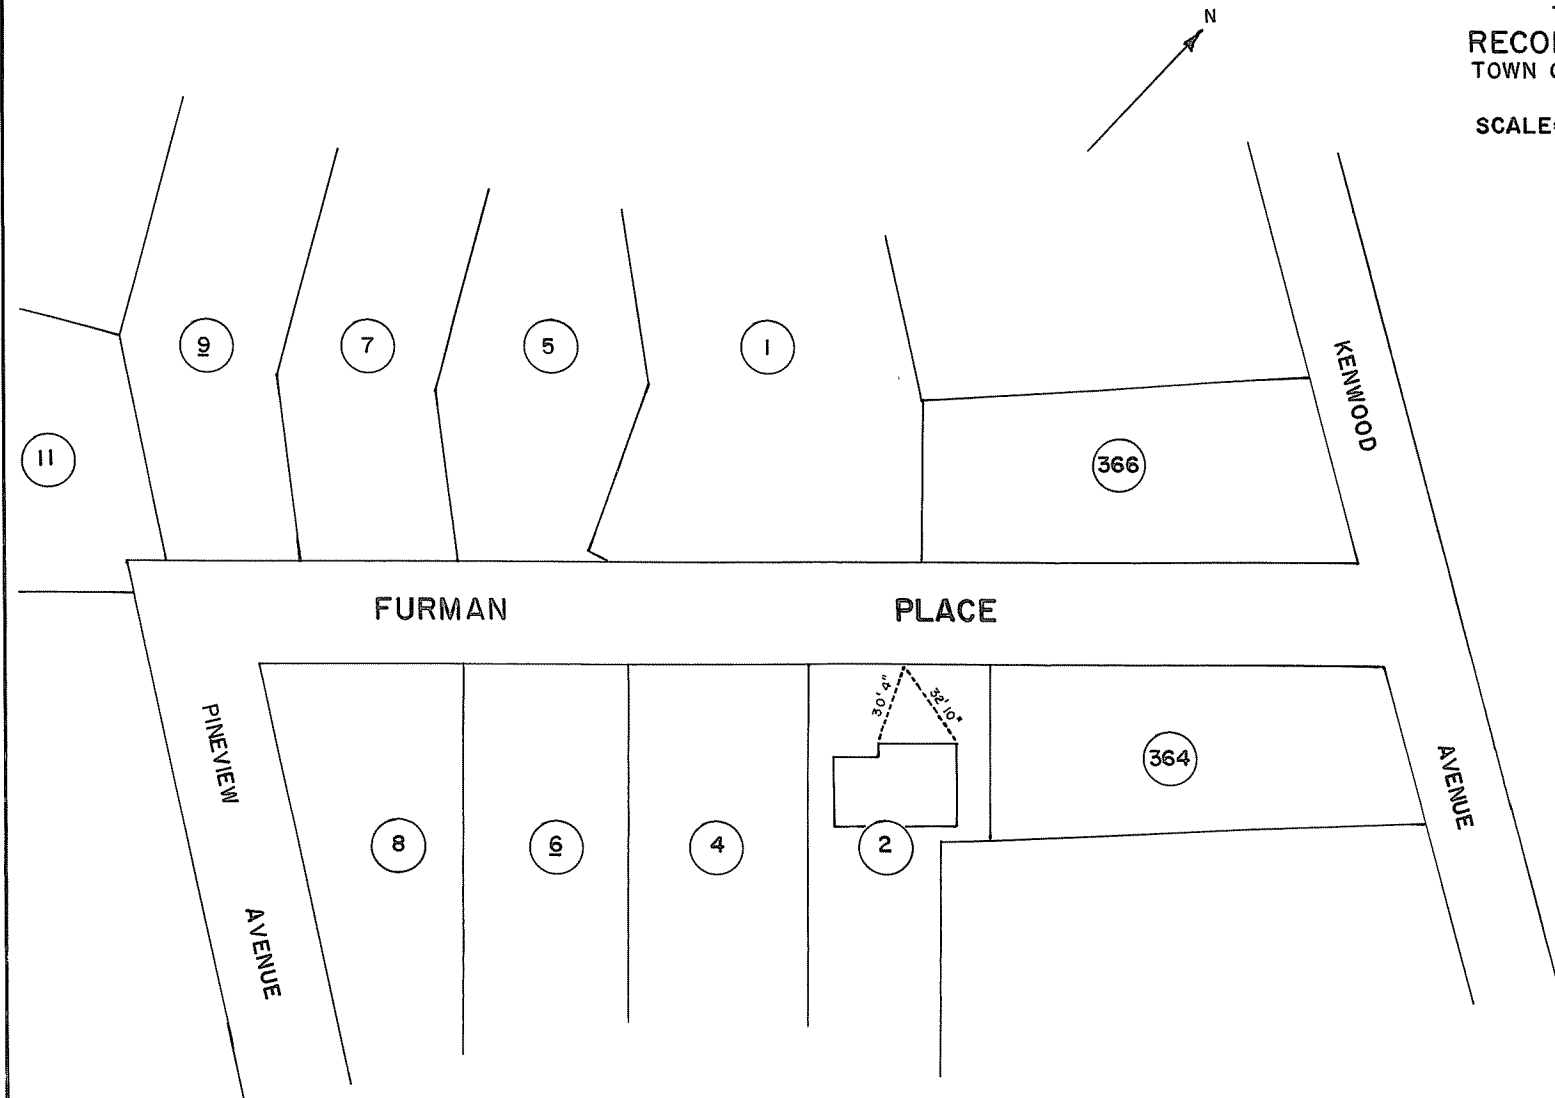 N
RECO
TOWN
SCALE
9
7
5
1
11
366
KENWOOD
FURMAN PLACE
30' 4"
32' 10"
PINEVIEW
364
AVENUE
8
6
4
2
AVENUE